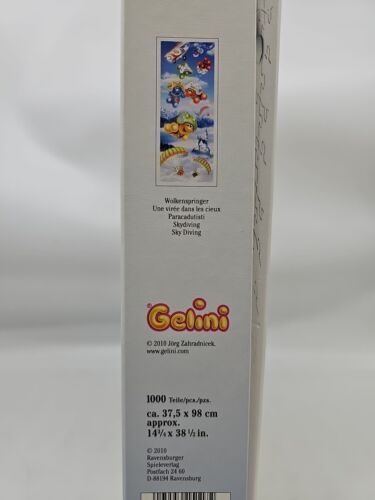 Wolkenspringer
Une virée dans les cieux
Paracadutisti
Skydiving
Sky Diving
®Gelini
© 2010 Jörg Zahradnicek.
www.gelini.com
1000 Teile/pcs./pzs.
ca. 37,5 x 98 cm
approx.
14¾ x 38 ½ in.
© 2010
Ravensburger
Spieleverlag
Postfach 24 60
D-88194 Ravensburg